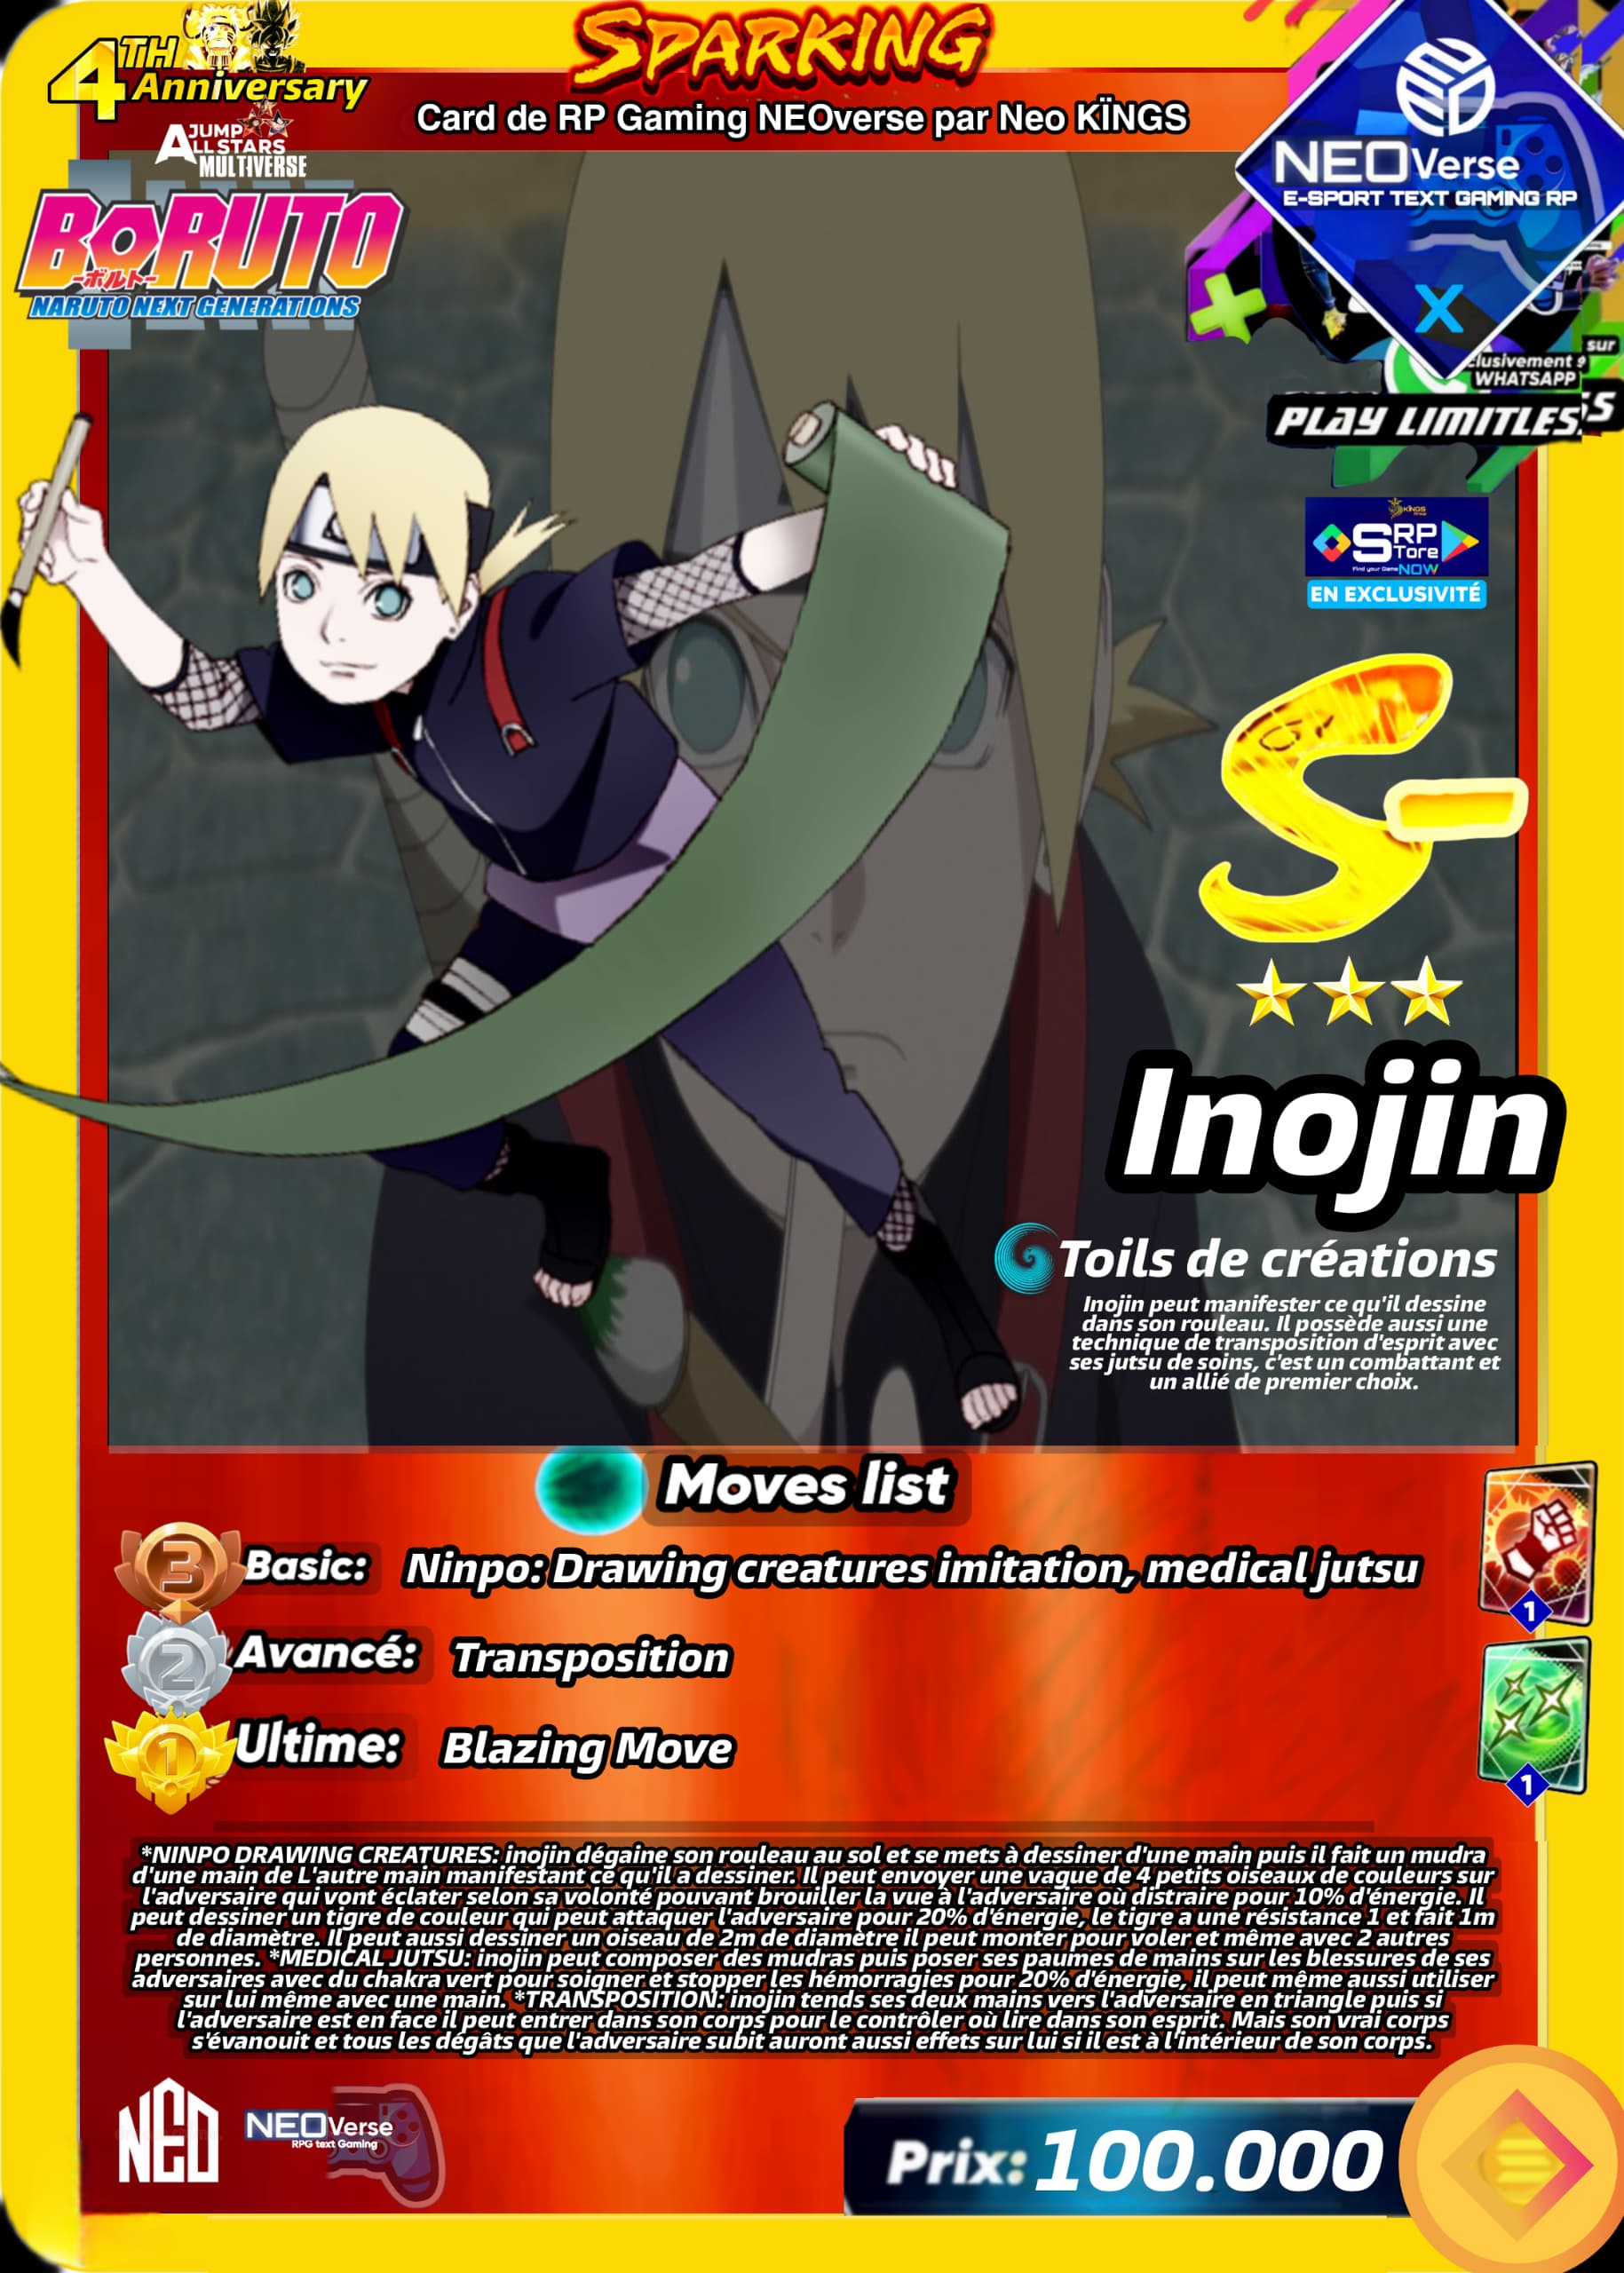 4TH
Anniversary
SPARKING
Card de RP Gaming NEOverse par Neo KÏNGS
JUMP
ALL STARS
MULTIVERSE
BORUTO
-ボルト-
NARUTO NEXT GENERATIONS
NEO Verse
E-SPORT TEXT GAMING RP
X
sur
clusivement
WHATSAPP
PLAY LIMITLESS
KiNGS
SRP
Tore
Find your Game NOW
EN EXCLUSIVITÉ
S-
Inojin
Toils de créations
Inojin peut manifester ce qu'il dessine
dans son rouleau. Il possède aussi une
technique de transposition d'esprit avec
ses jutsu de soins, c'est un combattant et
un allié de premier choix.
Moves list
3 Basic: Ninpo: Drawing creatures imitation, medical jutsu
1
2 Avancé: Transposition
1 Ultime: Blazing Move
1
*NINPO DRAWING CREATURES: inojin dégaine son rouleau au sol et se mets à dessiner d'une main puis il fait un mudra
d'une main de L'autre main manifestant ce qu'il a dessiner. Il peut envoyer une vague de 4 petits oiseaux de couleurs sur
l'adversaire qui vont éclater selon sa volonté pouvant brouiller la vue à l'adversaire où distraire pour 10% d'énergie. Il
peut dessiner un tigre de couleur qui peut attaquer l'adversaire pour 20% d'énergie, le tigre a une résistance 1 et fait 1m
de diamètre. Il peut aussi dessiner un oiseau de 2m de diamètre il peut monter pour voler et même avec 2 autres
personnes. *MEDICAL JUTSU: inojin peut composer des mudras puis poser ses paumes de mains sur les blessures de ses
adversaires avec du chakra vert pour soigner et stopper les hémorragies pour 20% d'énergie, il peut même aussi utiliser
sur lui même avec une main. *TRANSPOSITION: inojin tends ses deux mains vers l'adversaire en triangle puis si
l'adversaire est en face il peut entrer dans son corps pour le contrôler où lire dans son esprit. Mais son vrai corps
s'évanouit et tous les dégâts que l'adversaire subit auront aussi effets sur lui si il est à l'intérieur de son corps.
NEO
NEO Verse
RPG text Gaming
Prix: 100.000